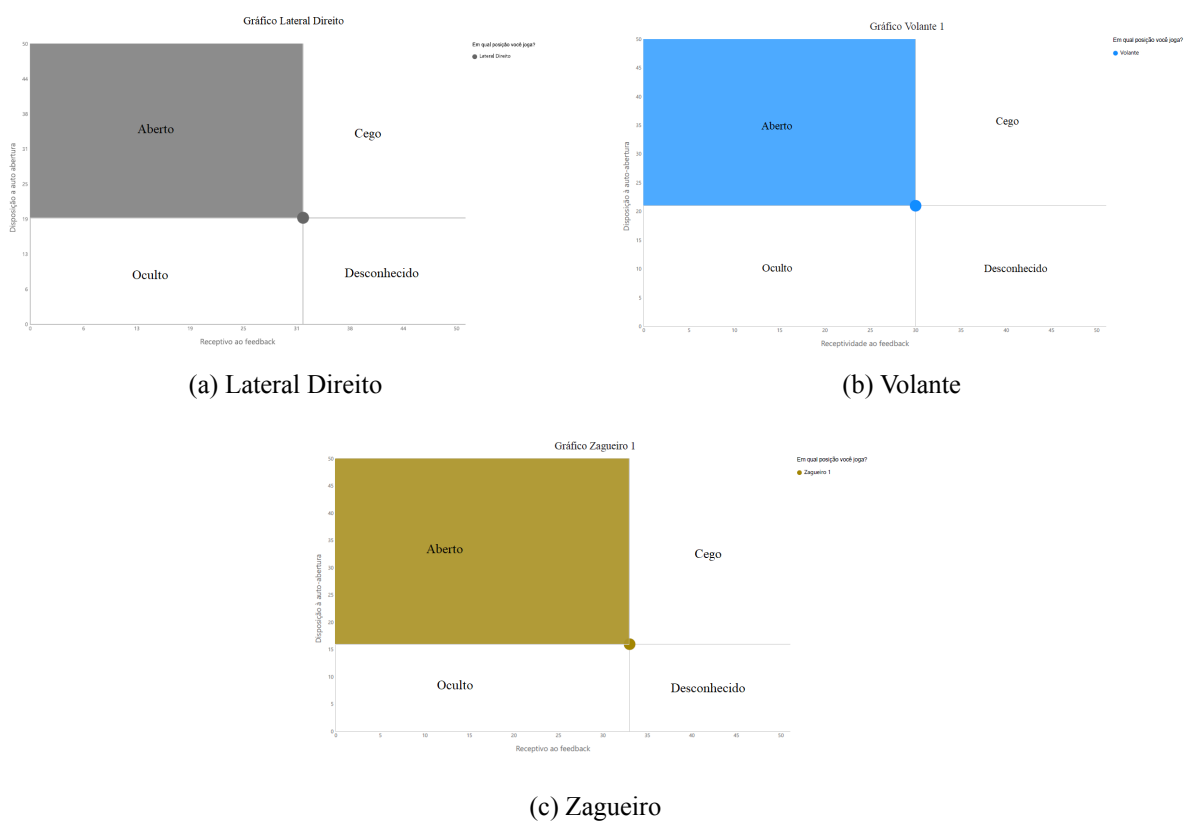 Gráfico Lateral Direito
Em qual posição você joga?
Lateral Direito
50
44
38
31
25
19
13
6
0
Disposição a auto abertura
Aberto
Cego
Oculto
Desconhecido
0 6 13 19 25 31 38 44 50
Receptivo ao feedback
(a) Lateral Direito
Gráfico Volante 1
Em qual posição você joga?
Volante
50
45
40
35
30
25
20
15
10
5
0
Disposição à auto-abertura
Aberto
Cego
Oculto
Desconhecido
0 5 10 15 20 25 30 35 40 45 50
Receptividade ao feedback
(b) Volante
Gráfico Zagueiro 1
Em qual posição você joga?
Zagueiro 1
50
45
40
35
30
25
20
15
10
5
0
Disposição à auto-abertura
Aberto
Cego
Oculto
Desconhecido
0 5 10 15 20 25 30 35 40 45 50
Receptivo ao feedback
(c) Zagueiro